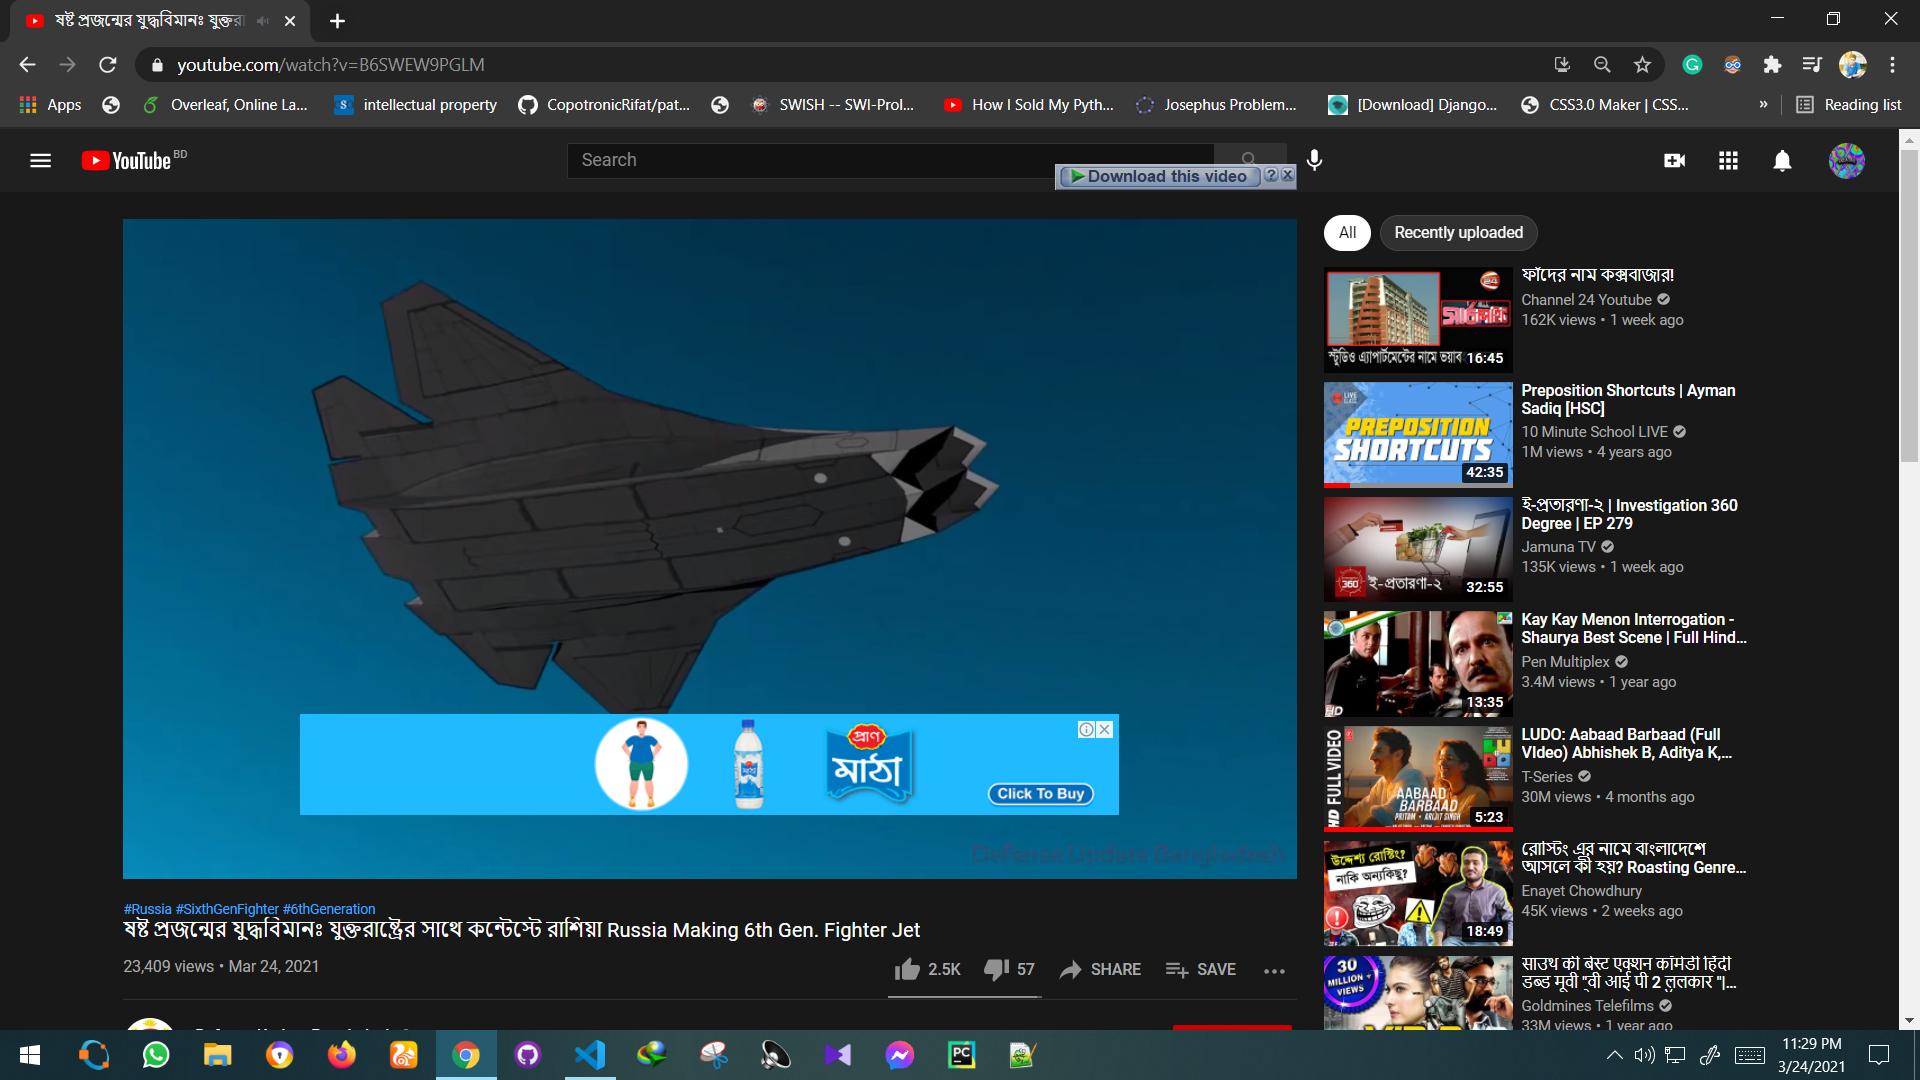 ষষ্ট প্রজন্মের যুদ্ধবিমানঃ যুক্তরা
youtube.com/watch?v=B6SWEW9PGLM
Apps
Overleaf, Online La...
intellectual property
CopotronicRifat/pat...
SWISH -- SWI-Prol...
How I Sold My Pyth...
Josephus Problem...
[Download] Django...
CSS3.0 Maker | CSS...
»
Reading list
YouTube BD
Search
Download this video
All
Recently uploaded
ফাঁদের নাম কক্সবাজার!
Channel 24 Youtube
162K views • 1 week ago
24
স্টুডিও এ্যাপার্টমেন্টের নামে ভয়াব
16:45
Preposition Shortcuts | Ayman
Sadiq [HSC]
10 Minute School LIVE
1M views • 4 years ago
PREPOSITION
SHORTCUTS
42:35
ই-প্রতারণা-২ | Investigation 360
Degree | EP 279
Jamuna TV
135K views • 1 week ago
360
ই-প্রতারণা-২
32:55
Kay Kay Menon Interrogation -
Shaurya Best Scene | Full Hind...
Pen Multiplex
3.4M views • 1 year ago
HD
13:35
LUDO: Aabaad Barbaad (Full
VIdeo) Abhishek B, Aditya K,...
T-Series
30M views • 4 months ago
HD FULL VIDEO
AABAAD
BARBAAD
PRITAM • ARIJIT SINGH
5:23
রোস্টিং এর নামে বাংলাদেশে
আসলে কী হয়? Roasting Genre...
Enayet Chowdhury
45K views • 2 weeks ago
উদ্দেশ্য রোস্টিং?
নাকি অন্যকিছু?
18:49
साउथ की बेस्ट एक्शन कॉमेडी हिंदी
डब्ड मूवी "वी आई पी 2 लुलकार "|...
Goldmines Telefilms
33M views • 1 year ago
30
MILLION +
VIEWS
প্রাণ
মাঠা
Click To Buy
Defense Update Bangladesh
#Russia #SixthGenFighter #6thGeneration
ষষ্ট প্রজন্মের যুদ্ধবিমানঃ যুক্তরাষ্ট্রের সাথে কন্টেস্টে রাশিয়া Russia Making 6th Gen. Fighter Jet
23,409 views • Mar 24, 2021
2.5K
57
SHARE
SAVE
PC
11:29 PM
3/24/2021